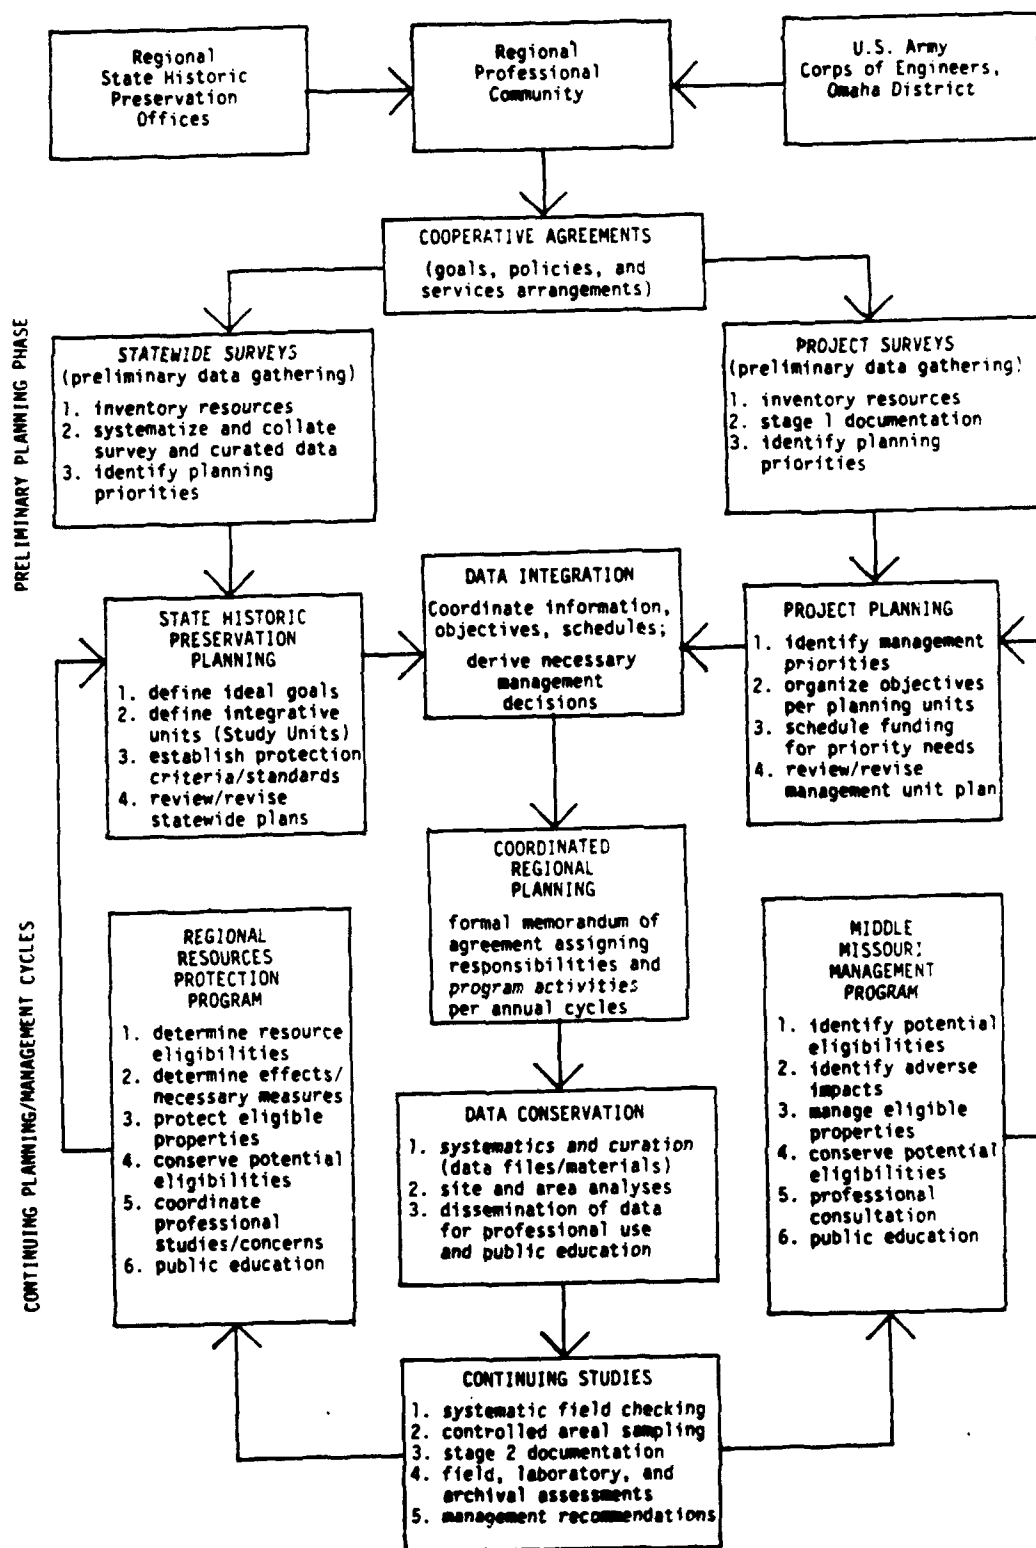 Regional
State Historic
Preservation
Offices
Regional
Professional
Community
U.S. Army
Corps of Engineers,
Omaha District
COOPERATIVE AGREEMENTS
(goals, policies, and
services arrangements)
PRELIMINARY PLANNING PHASE
STATEWIDE SURVEYS
(preliminary data gathering)
1. inventory resources
2. systematize and collate
survey and curated data
3. identify planning
priorities
PROJECT SURVEYS
(preliminary data gathering)
1. inventory resources
2. stage 1 documentation
3. identify planning
priorities
STATE HISTORIC
PRESERVATION
PLANNING
1. define ideal goals
2. define integrative
units (Study Units)
3. establish protection
criteria/standards
4. review/revise
statewide plans
DATA INTEGRATION
Coordinate information,
objectives, schedules;
derive necessary
management
decisions
PROJECT PLANNING
1. identify management
priorities
2. organize objectives
per planning units
3. schedule funding
for priority needs
4. review/revise
management unit plan
CONTINUING PLANNING/MANAGEMENT CYCLES
REGIONAL
RESOURCES
PROTECTION
PROGRAM
1. determine resource
eligibilities
2. determine effects/
necessary measures
3. protect eligible
properties
4. conserve potential
eligibilities
5. coordinate
professional
studies/concerns
6. public education
COORDINATED
REGIONAL
PLANNING
formal memorandum of
agreement assigning
responsibilities and
program activities
per annual cycles
MIDDLE
MISSOURI
MANAGEMENT
PROGRAM
1. identify potential
eligibilities
2. identify adverse
impacts
3. manage eligible
properties
4. conserve potential
eligibilities
5. professional
consultation
6. public education
DATA CONSERVATION
1. systematics and curation
(data files/materials)
2. site and area analyses
3. dissemination of data
for professional use
and public education
CONTINUING STUDIES
1. systematic field checking
2. controlled areal sampling
3. stage 2 documentation
4. field, laboratory, and
archival assessments
5. management recommendations